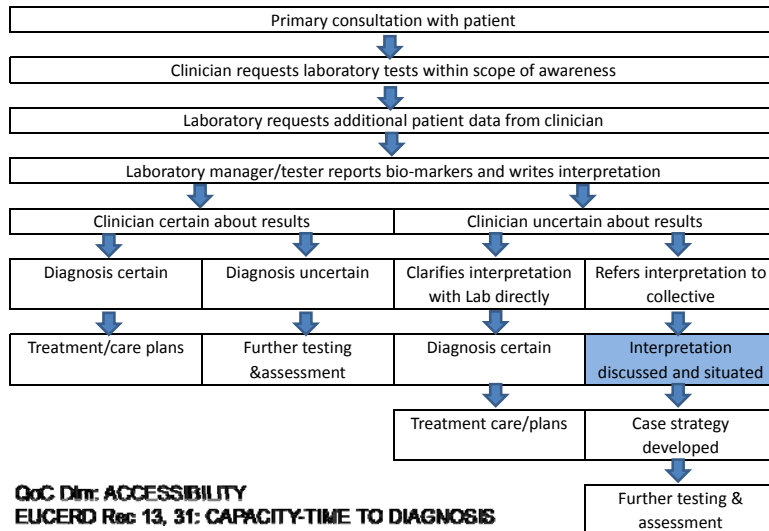 Primary consultation with patient
Clinician requests laboratory tests within scope of awareness
Laboratory requests additional patient data from clinician
Laboratory manager/tester reports bio-markers and writes interpretation
Clinician certain about results
Clinician uncertain about results
Diagnosis certain
Diagnosis uncertain
Clarifies interpretation
with Lab directly
Refers interpretation to
collective
Treatment/care plans
Further testing
&assessment
Diagnosis certain
Interpretation
discussed and situated
Treatment care/plans
Case strategy
developed
Further testing &
assessment
QoC Dim: ACCESSIBILITY
EUCERD Rec 13, 31: CAPACITY-TIME TO DIAGNOSIS